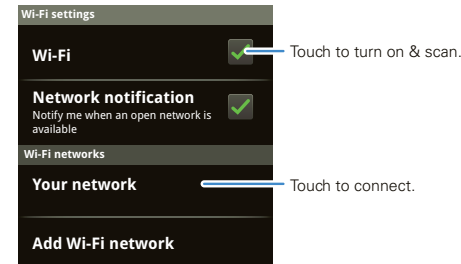 Wi-Fi settings
Wi-Fi
Touch to turn on & scan.
Network notification
Notify me when an open network is
available
Wi-Fi networks
Your network
Touch to connect.
Add Wi-Fi network